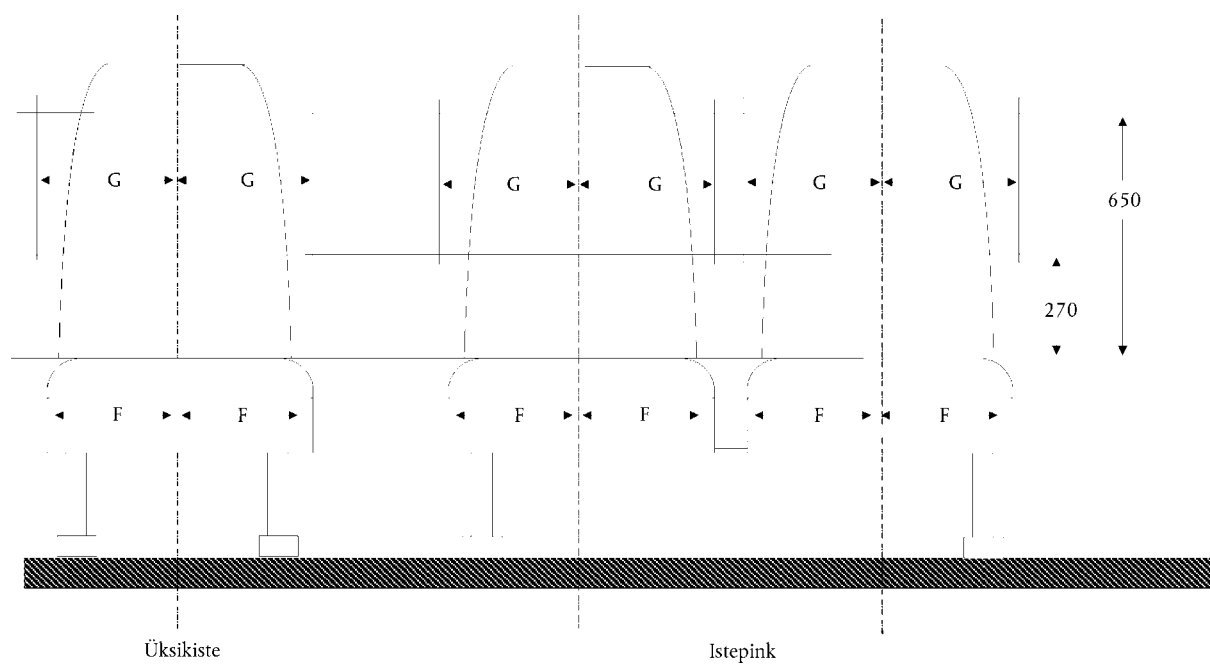 G G G G G G
650
270
F F F F F F
Üksikiste Istepink